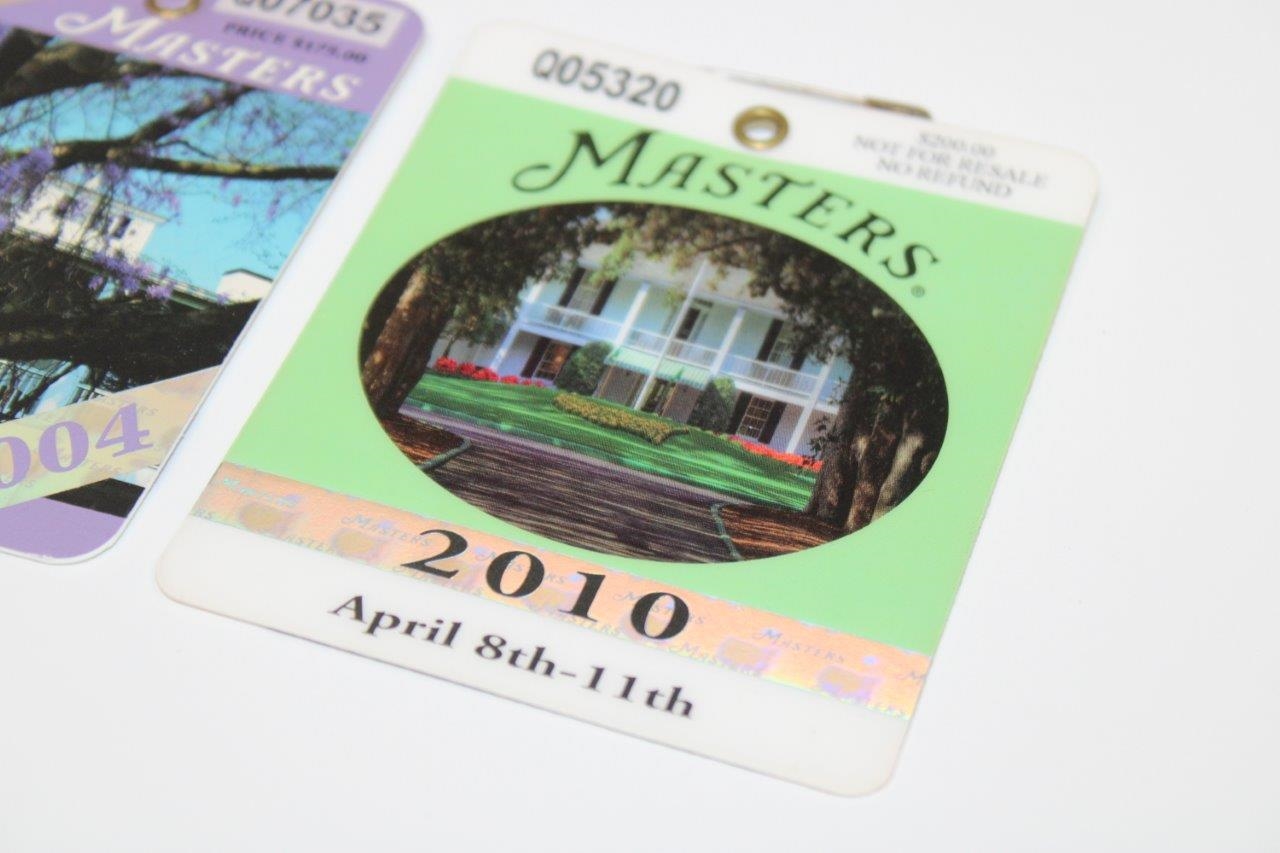 Q07035
PRICE $175.00
MASTERS
004
Q05320
$200.00
NOT FOR RESALE
NO REFUND
MASTERS®
2010
April 8th-11th